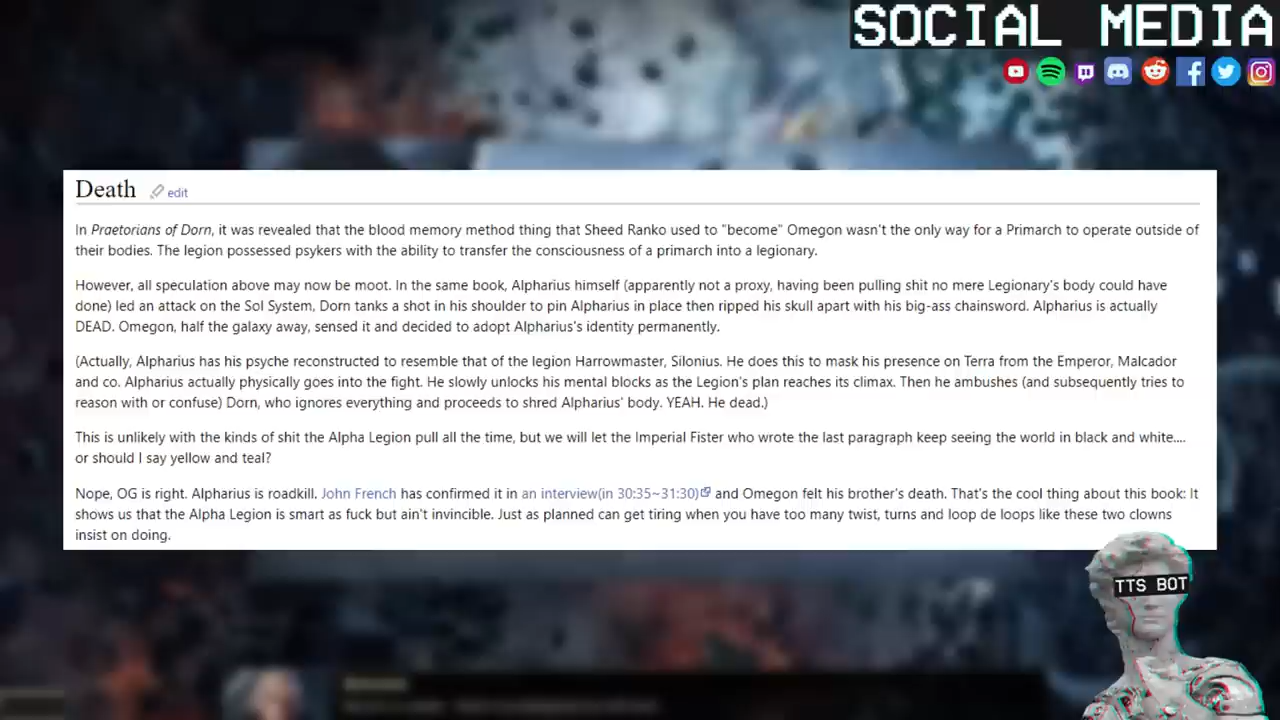 SOCIAL MEDIA
Death edit
In Praetorians of Dorn, it was revealed that the blood memory method thing that Sheed Ranko used to "become" Omegon wasn't the only way for a Primarch to operate outside of
their bodies. The legion possessed psykers with the ability to transfer the consciousness of a primarch into a legionary.
However, all speculation above may now be moot. In the same book, Alpharius himself (apparently not a proxy, having been pulling shit no mere Legionary's body could have
done) led an attack on the Sol System, Dorn tanks a shot in his shoulder to pin Alpharius in place then ripped his skull apart with his big-ass chainsword. Alpharius is actually
DEAD. Omegon, half the galaxy away, sensed it and decided to adopt Alpharius's identity permanently.
(Actually, Alpharius has his psyche reconstructed to resemble that of the legion Harrowmaster, Silonius. He does this to mask his presence on Terra from the Emperor, Malcador
and co. Alpharius actually physically goes into the fight. He slowly unlocks his mental blocks as the Legion's plan reaches its climax. Then he ambushes (and subsequently tries to
reason with or confuse) Dorn, who ignores everything and proceeds to shred Alpharius' body. YEAH. He dead.)
This is unlikely with the kinds of shit the Alpha Legion pull all the time, but we will let the Imperial Fister who wrote the last paragraph keep seeing the world in black and white....
or should I say yellow and teal?
Nope, OG is right. Alpharius is roadkill. John French has confirmed it in an interview(in 30:35~31:30) and Omegon felt his brother's death. That's the cool thing about this book: It
shows us that the Alpha Legion is smart as fuck but ain't invincible. Just as planned can get tiring when you have too many twist, turns and loop de loops like these two clowns
insist on doing.
TTS BOT